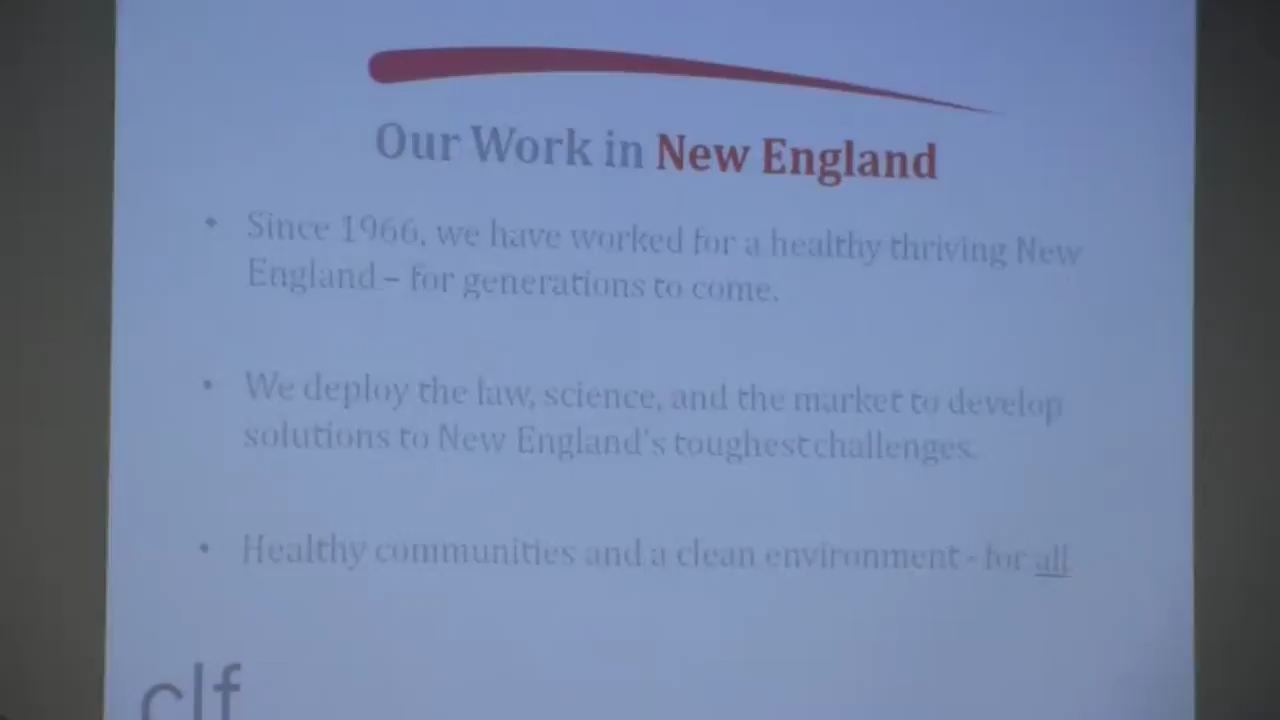 Our Work in New England
• Since 1966, we have worked for a healthy thriving New
England – for generations to come.
• We deploy the law, science, and the market to develop
solutions to New England's toughest challenges.
• Healthy communities and a clean environment - for all
clf